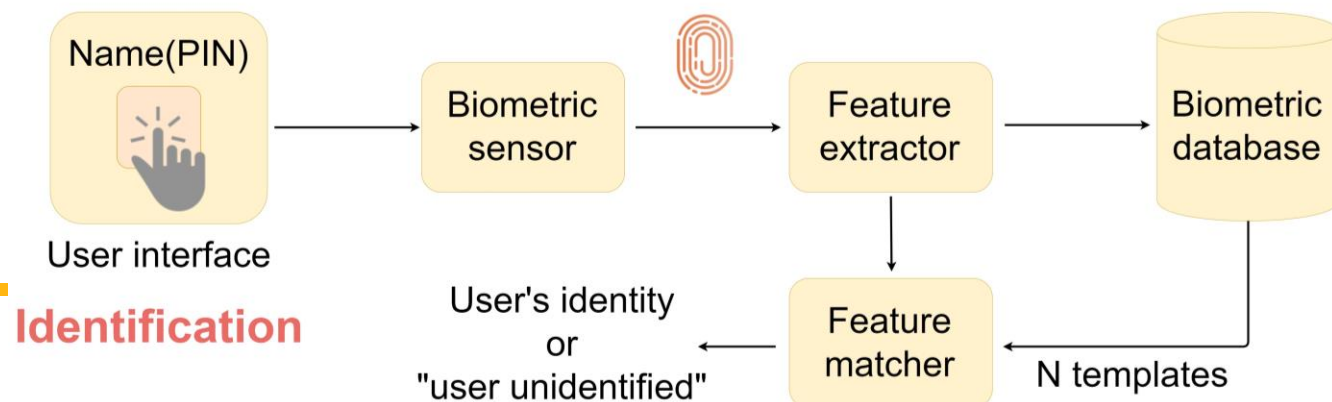 Name(PIN)
User interface
Biometric
sensor
Feature
extractor
Biometric
database
Identification
User's identity
or
"user unidentified"
Feature
matcher
N templates